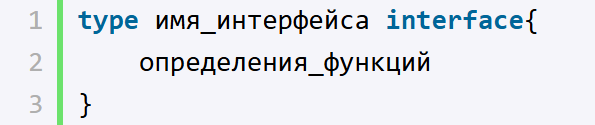 1 type имя_интерфейса interface{
2     определения_функций
3 }